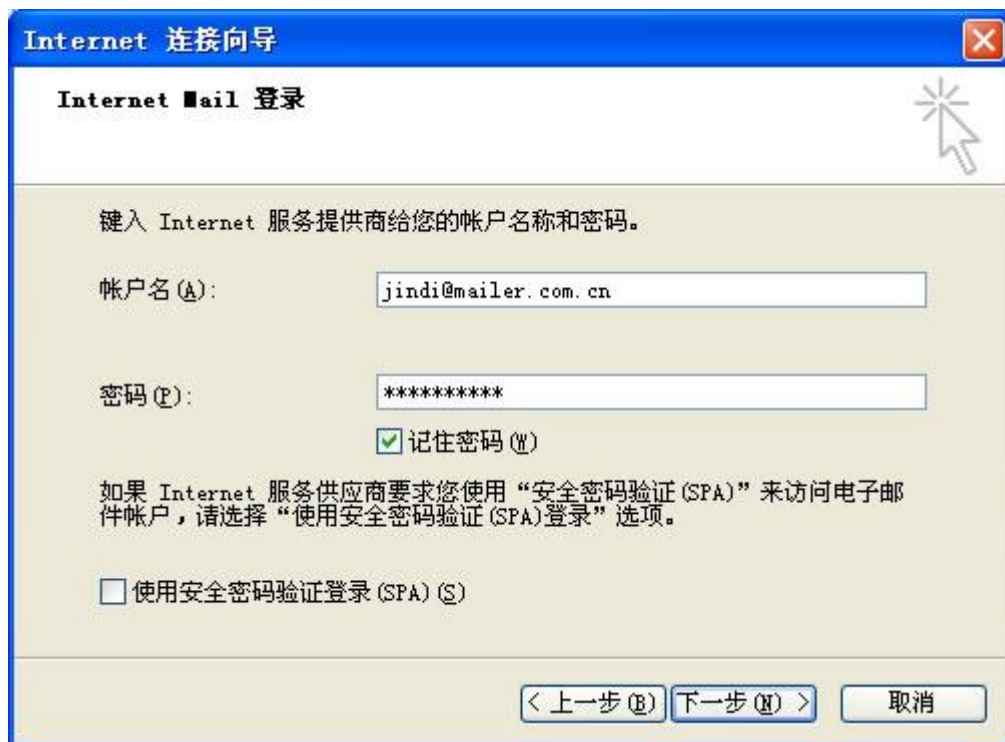 Internet 连接向导
Internet Mail 登录
键入 Internet 服务提供商给您的帐户名称和密码。
帐户名(A):
jindi@mailer.com.cn
密码(P):
**********
记住密码(W)
如果 Internet 服务供应商要求您使用“安全密码验证(SPA)”来访问电子邮
件帐户，请选择“使用安全密码验证(SPA)登录”选项。
使用安全密码验证登录(SPA)(S)
< 上一步(B) 下一步(N) > 取消